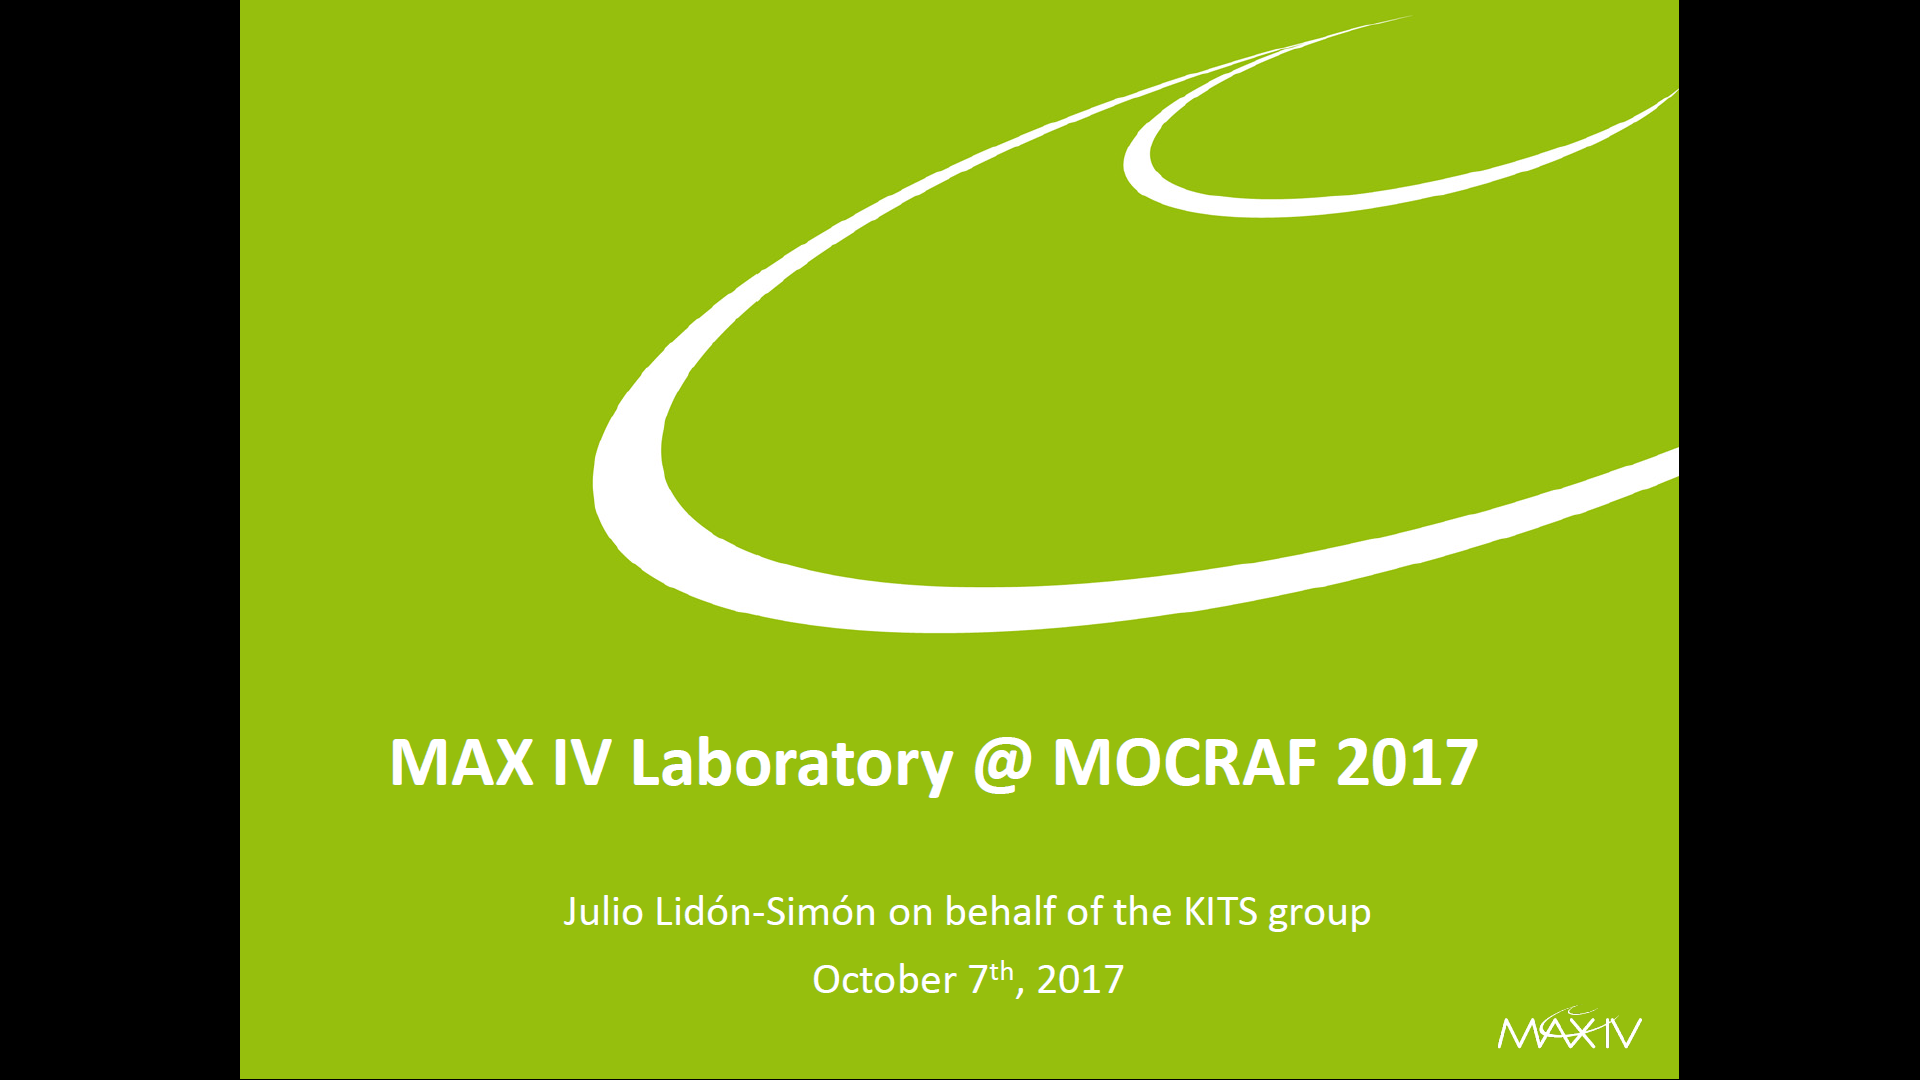 MAX IV Laboratory @ MOCRAF 2017
Julio Lidón-Simón on behalf of the KITS group
October 7th, 2017
MAX IV